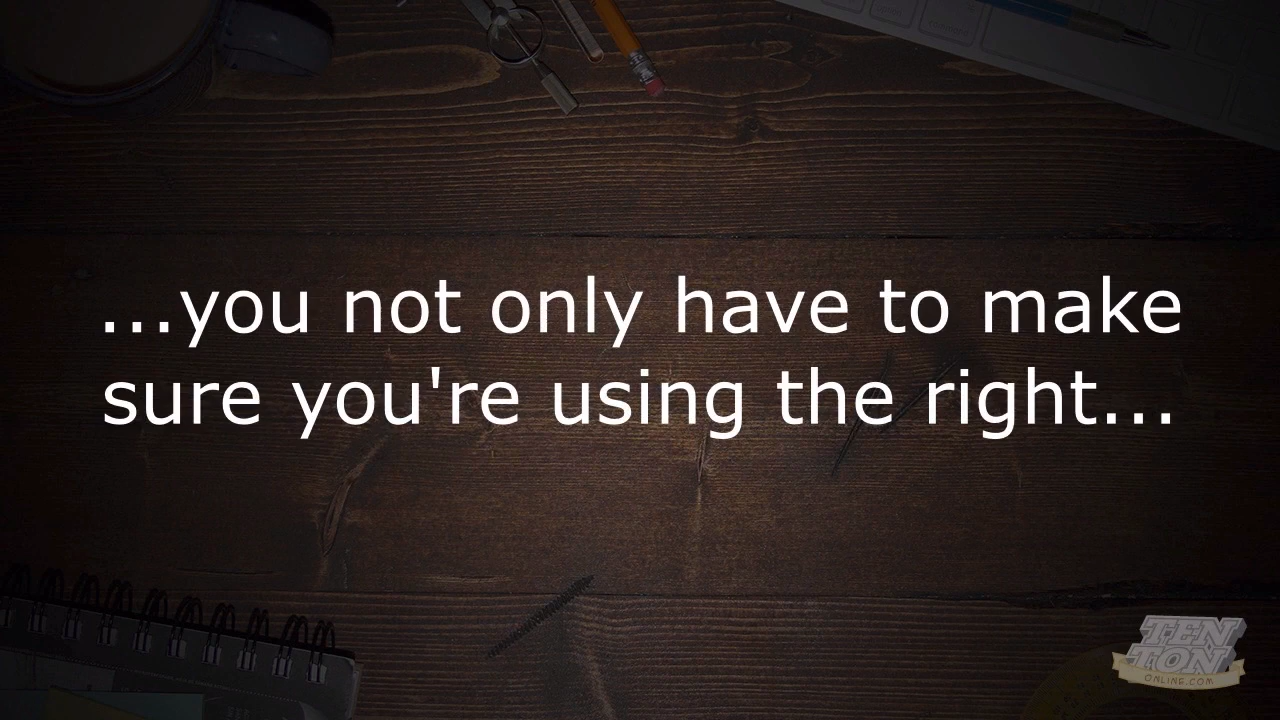 ...you not only have to make
sure you're using the right...
TEN
TON
ONLINE.COM